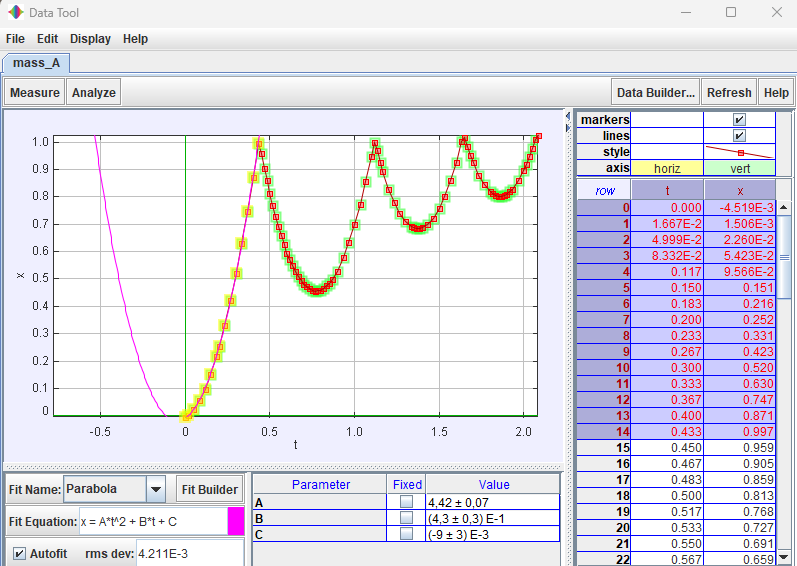 Data Tool
File Edit Display Help
mass_A
Measure Analyze Data Builder... Refresh Help
1.0
0.9
0.8
0.7
0.6
0.5
0.4
0.3
0.2
0.1
0
x
-0.5 0 0.5 1.0 1.5 2.0
t
markers
lines
style
axis horiz vert
row t x
0 0.000 -4.519E-3
1 1.667E-2 1.506E-3
2 4.999E-2 2.260E-2
3 8.332E-2 5.423E-2
4 0.117 9.566E-2
5 0.150 0.151
6 0.183 0.216
7 0.200 0.252
8 0.233 0.331
9 0.267 0.423
10 0.300 0.520
11 0.333 0.630
12 0.367 0.747
13 0.400 0.871
14 0.433 0.997
15 0.450 0.959
16 0.467 0.905
17 0.483 0.859
18 0.500 0.813
19 0.517 0.768
20 0.533 0.727
21 0.550 0.691
22 0.567 0.659
Fit Name: Parabola Fit Builder
Fit Equation: x = A*t^2 + B*t + C
Autofit rms dev: 4.211E-3
Parameter Fixed Value
A 4,42 ± 0,07
B (4,3 ± 0,3) E-1
C (-9 ± 3) E-3